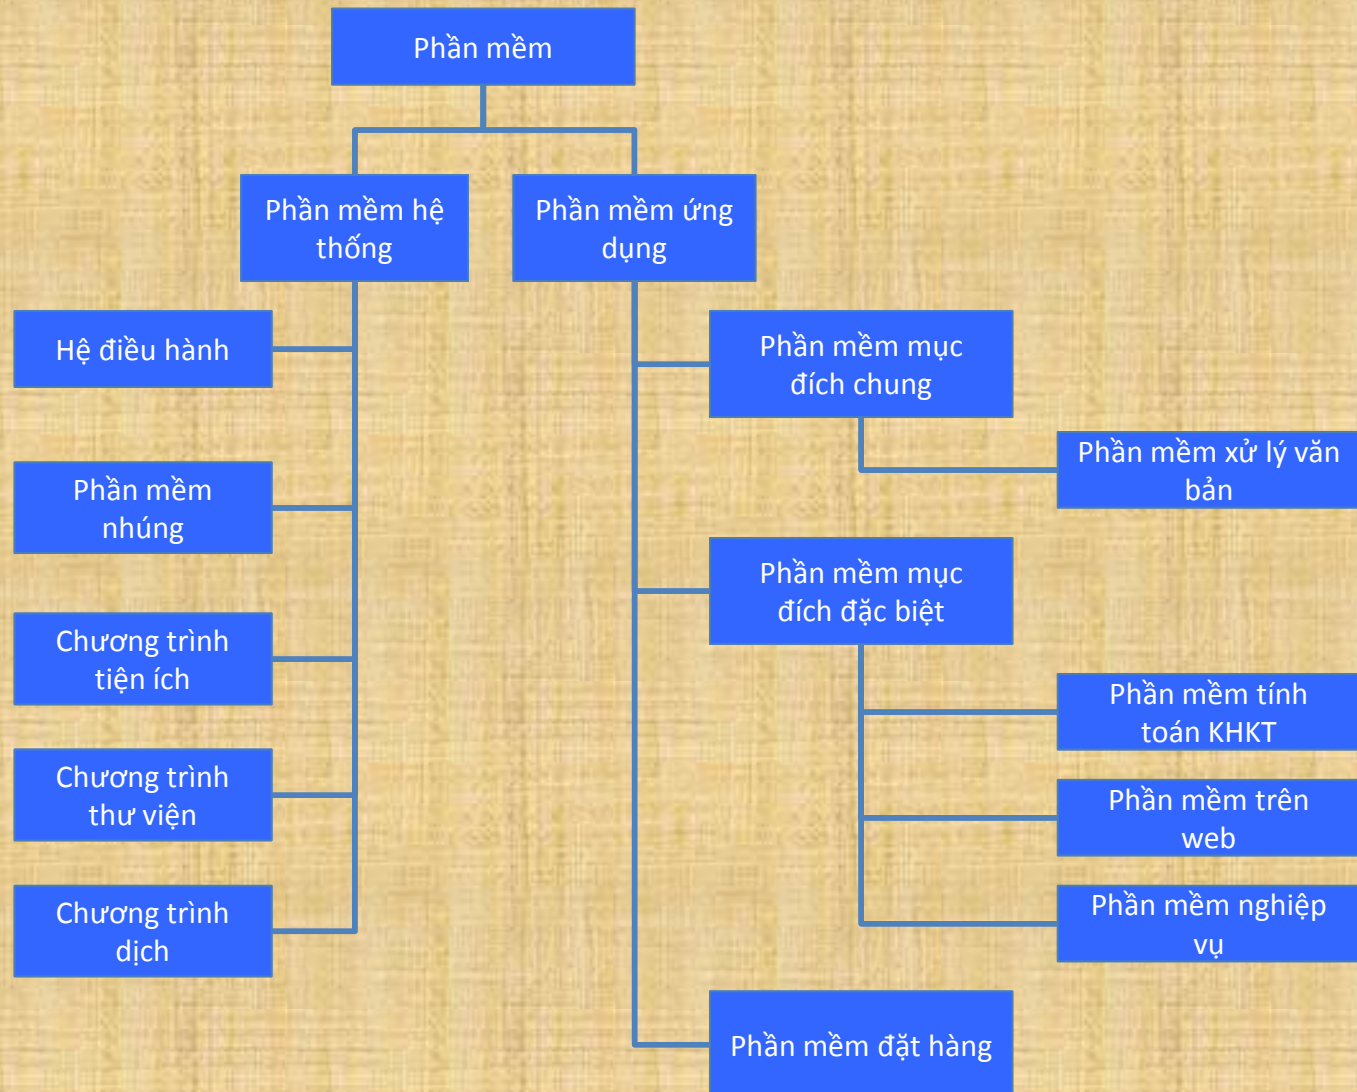 Phần mềm
Phần mềm hệ
thống
Phần mềm ứng
dụng
Hệ điều hành
Phần mềm
nhúng
Chương trình
tiện ích
Chương trình
thư viện
Chương trình
dịch
Phần mềm mục
đích chung
Phần mềm xử lý văn
bản
Phần mềm mục
đích đặc biệt
Phần mềm tính
toán KHKT
Phần mềm trên
web
Phần mềm nghiệp
vụ
Phần mềm đặt hàng